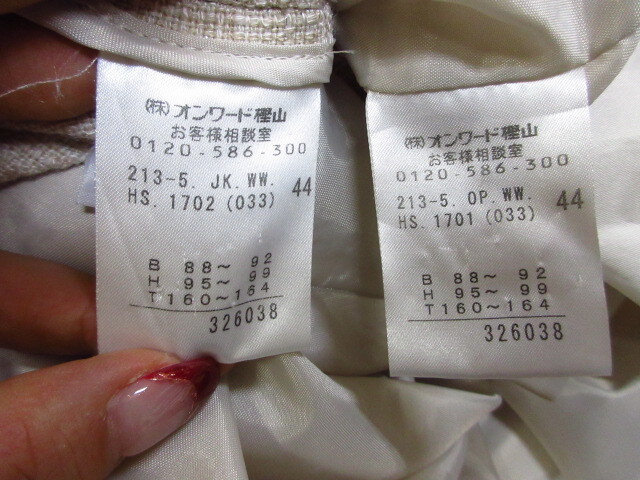 (株)オンワード樫山
お客様相談室
0120-586-300
213-5. JK. WW. 44
HS. 1702 (033)
B 88～ 92
H 95～ 99
T160～164
326038
(株)オンワード樫山
お客様相談室
0120-586-300
213-5. OP. WW. 44
HS. 1701 (033)
B 88～ 92
H 95～ 99
T160～164
326038